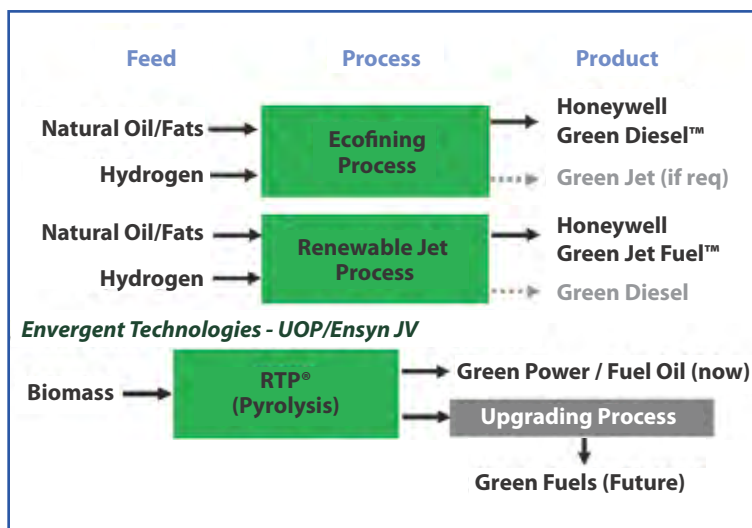 Feed Process Product
Natural Oil/Fats
Hydrogen
Ecofining
Process
Honeywell
Green Diesel™
Green Jet (if req)
Natural Oil/Fats
Hydrogen
Renewable Jet
Process
Honeywell
Green Jet Fuel™
Green Diesel
Envergent Technologies - UOP/Ensyn JV
Biomass
RTP®
(Pyrolysis)
Green Power / Fuel Oil (now)
Upgrading Process
Green Fuels (Future)